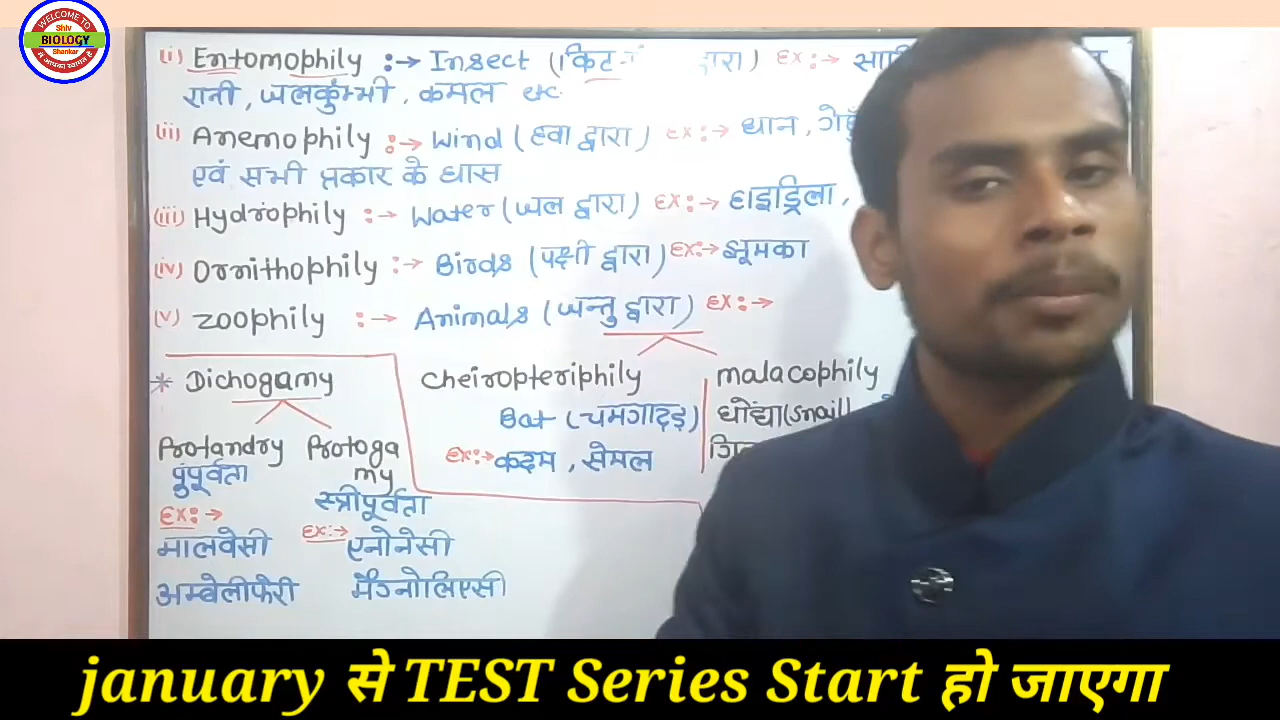 WELCOME TO
Shiv
BIOLOGY
Shankar
(i) Entomophily :→ Insect ( द्वारा) Ex:→
रानी, जलकुंम्भी, कमल etc.
(ii) Anemophily :→ Wind (हवा द्वारा) Ex:→ धान,
एवं सभी प्रकार के घास
(iii) Hydrophily :→ Water (जल द्वारा) Ex:→ हाइड्रिला,
(iv) Ornithophily :→ Birds (पक्षी द्वारा) Ex:→ झूमका
(v) Zoophily :→ Animals (जन्तु द्वारा) Ex:→
* Dichogamy
Cheiropteriphily
malacophily
Bat (चमगादड़)
घोंघा (Snail)
Ex:→ कदम, सेमल
Protandry
Protoga
my
पुंपूर्वता
स्त्रीपूर्वता
Ex:→
Ex:→
मालवेसी
एनोनेसी
अम्बेलीफेरी
मैग्नोलिएसी
january से TEST Series Start हो जाएगा